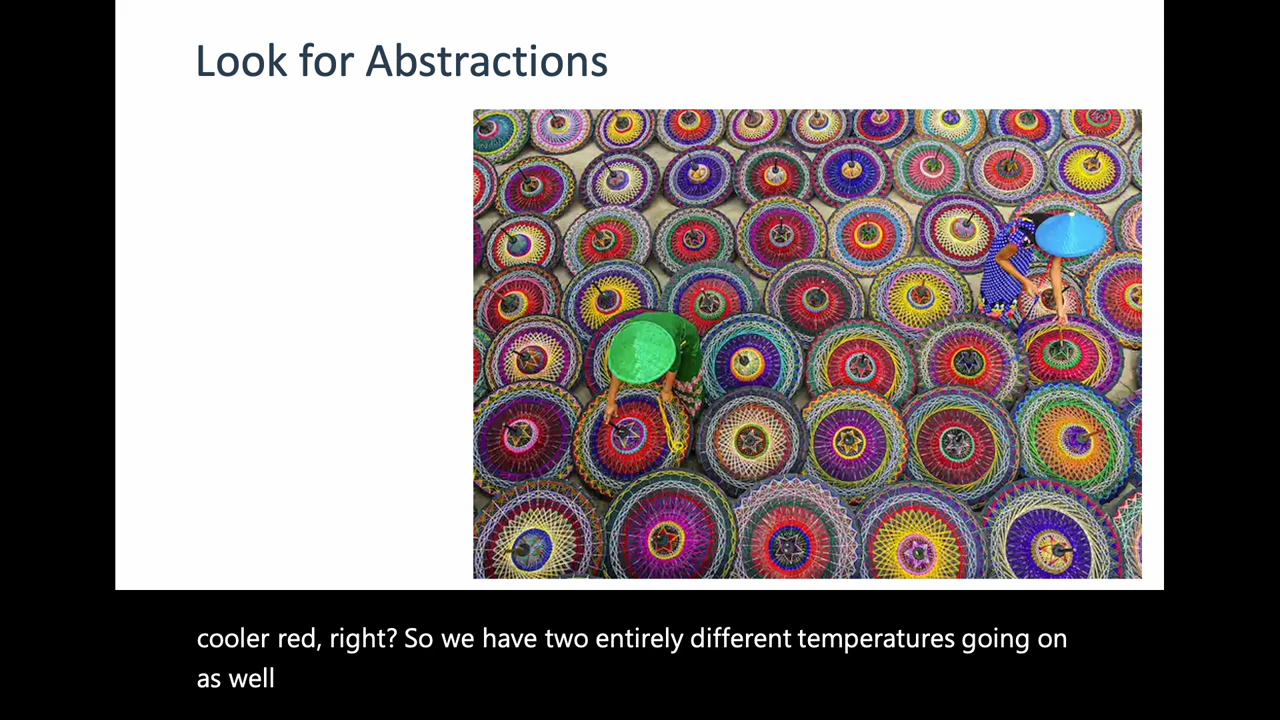 Look for Abstractions
cooler red, right? So we have two entirely different temperatures going on
as well